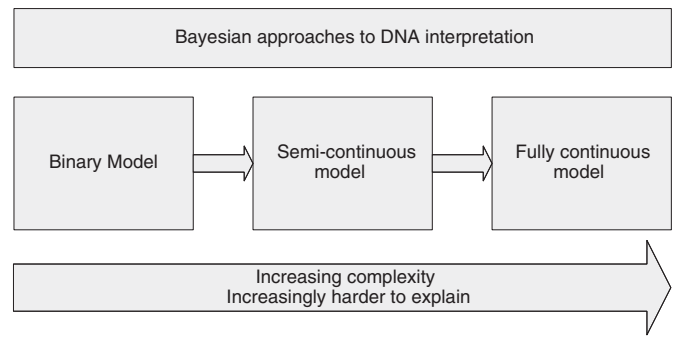 Bayesian approaches to DNA interpretation
Binary Model
Semi-continuous
model
Fully continuous
model
Increasing complexity
Increasingly harder to explain